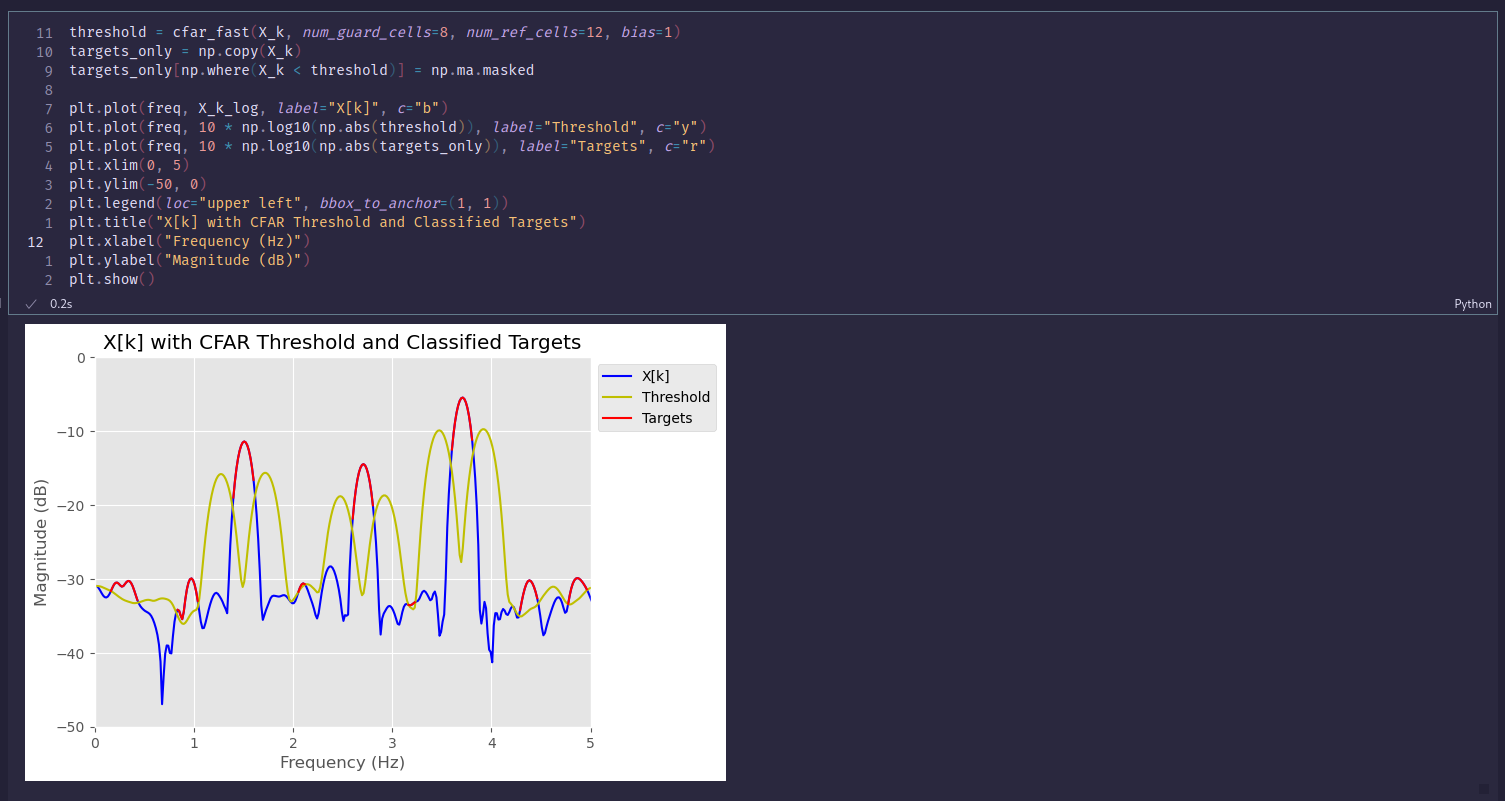 11 threshold = cfar_fast(X_k, num_guard_cells=8, num_ref_cells=12, bias=1)
10 targets_only = np.copy(X_k)
9 targets_only[np.where(X_k < threshold)] = np.ma.masked
8
7 plt.plot(freq, X_k_log, label="X[k]", c="b")
6 plt.plot(freq, 10 * np.log10(np.abs(threshold)), label="Threshold", c="y")
5 plt.plot(freq, 10 * np.log10(np.abs(targets_only)), label="Targets", c="r")
4 plt.xlim(0, 5)
3 plt.ylim(-50, 0)
2 plt.legend(loc="upper left", bbox_to_anchor=(1, 1))
1 plt.title("X[k] with CFAR Threshold and Classified Targets")
12 plt.xlabel("Frequency (Hz)")
1 plt.ylabel("Magnitude (dB)")
2 plt.show()
✓ 0.2s
Python
X[k] with CFAR Threshold and Classified Targets
0
−10
−20
−30
−40
−50
Magnitude (dB)
0 1 2 3 4 5
Frequency (Hz)
X[k]
Threshold
Targets